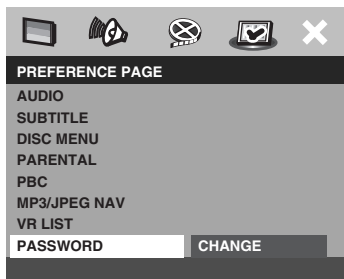 PREFERENCE PAGE
AUDIO
SUBTITLE
DISC MENU
PARENTAL
PBC
MP3/JPEG NAV
VR LIST
PASSWORD CHANGE